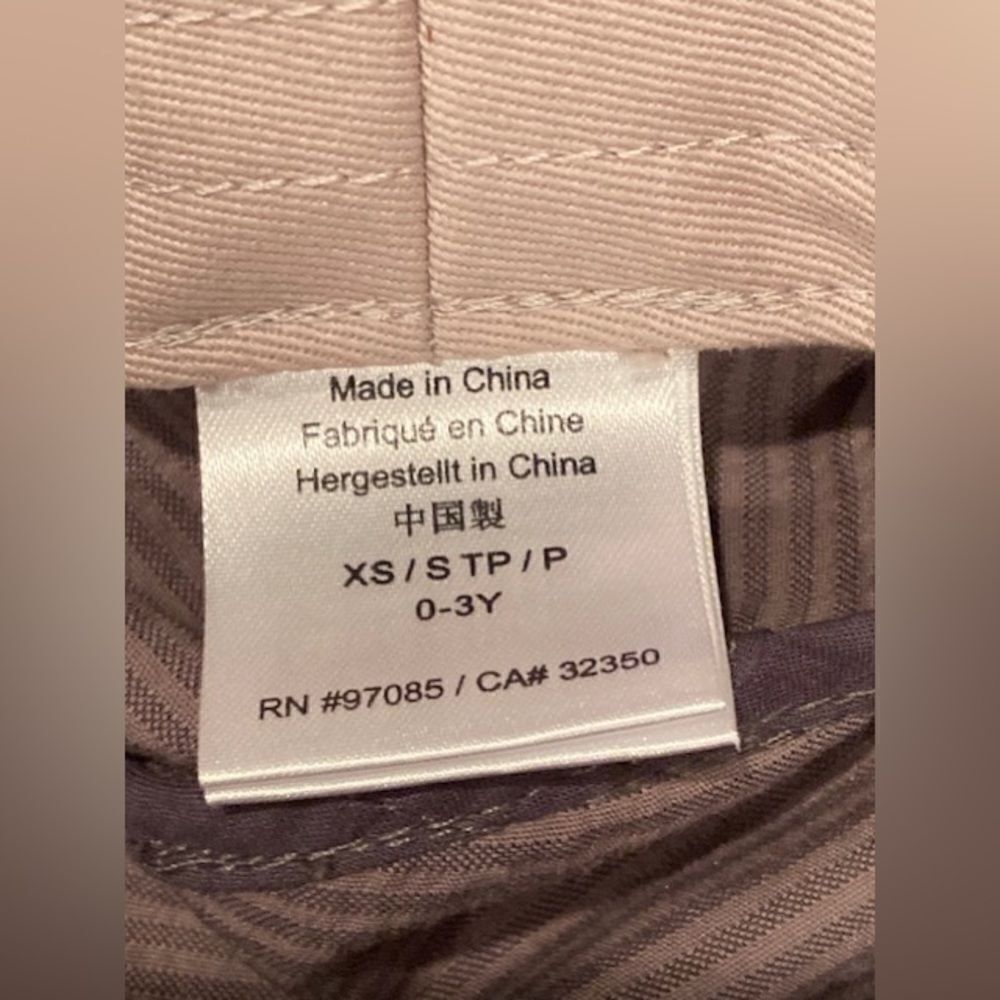 Made in China
Fabriqué en Chine
Hergestellt in China
中国製
XS / S TP / P
0-3Y
RN #97085 / CA# 32350